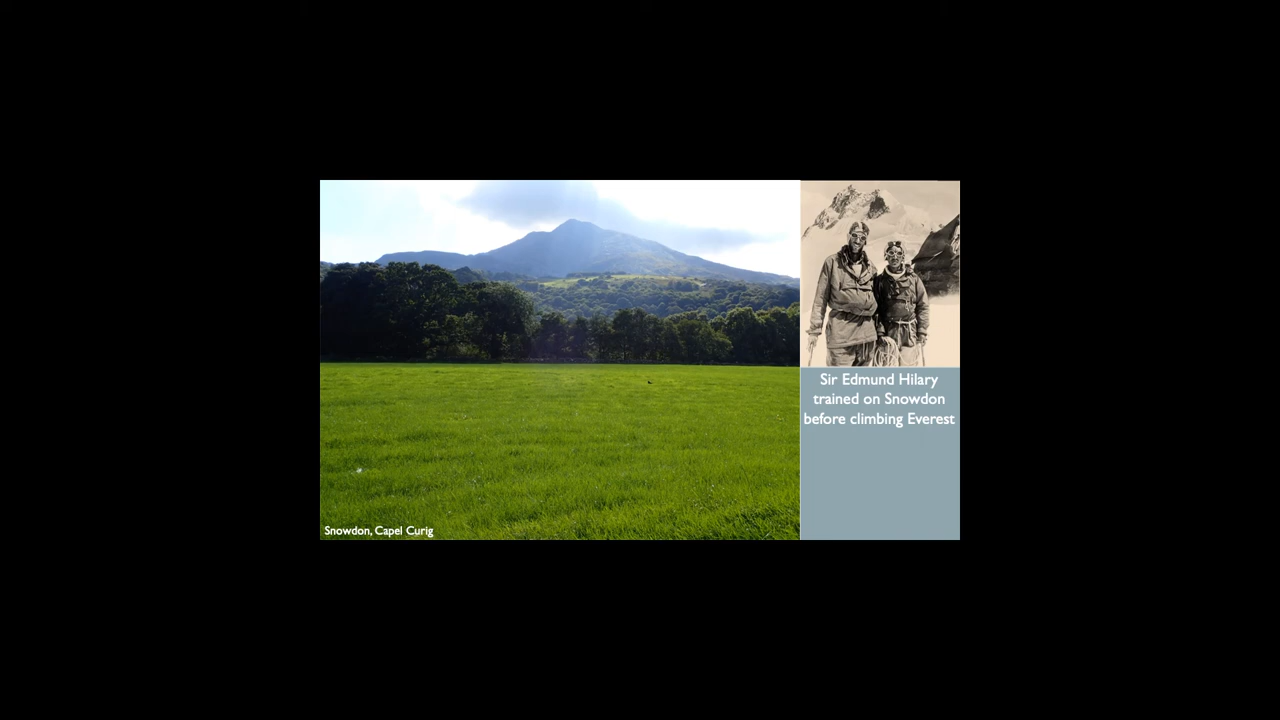 Sir Edmund Hilary
trained on Snowdon
before climbing Everest
Snowdon, Capel Curig